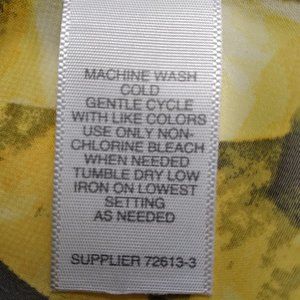 MACHINE WASH
COLD
GENTLE CYCLE
WITH LIKE COLORS
USE ONLY NON-
CHLORINE BLEACH
WHEN NEEDED
TUMBLE DRY LOW
IRON ON LOWEST
SETTING
AS NEEDED
SUPPLIER 72613-3